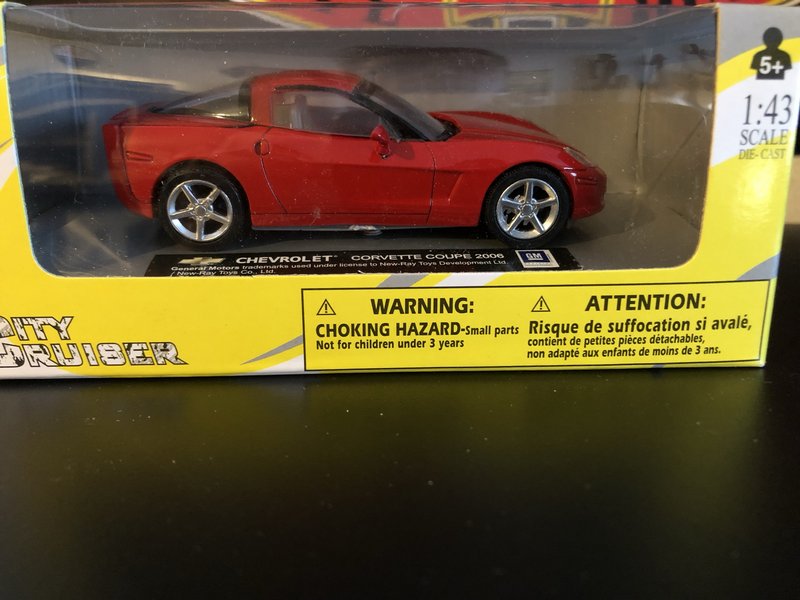 5+
1:43
SCALE
DIE-CAST
CHEVROLET CORVETTE COUPE 2006
GM
General Motors trademarks used under license to New-Ray Toys Development Ltd.
/ New-Ray Toys Co., Ltd.
CITY
CRUISER
WARNING:
CHOKING HAZARD-Small parts
Not for children under 3 years
ATTENTION:
Risque de suffocation si avalé,
contient de petites pièces détachables,
non adapté aux enfants de moins de 3 ans.